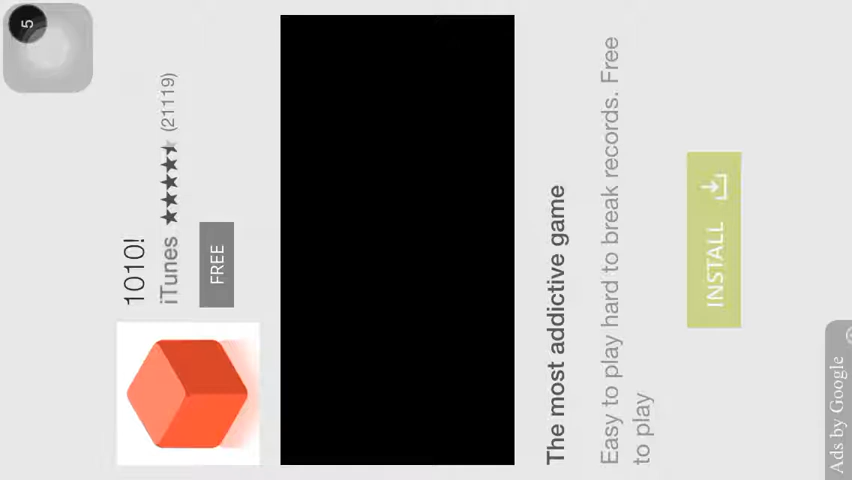 5
1010!
iTunes ★★★★★ (21119)
FREE
The most addictive game
Easy to play hard to break records. Free
to play
INSTALL
Ads by Google